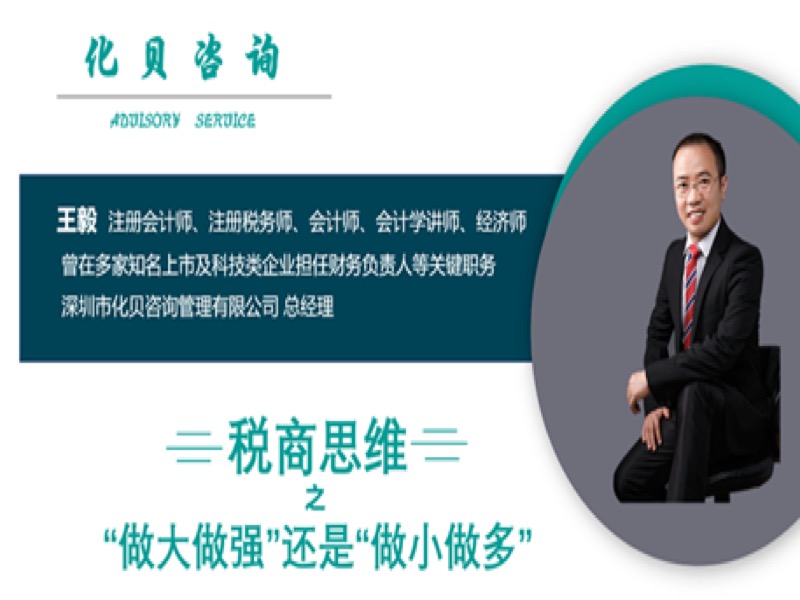 化贝咨询
ADVISORY SERVICE
王毅 注册会计师、注册税务师、会计师、会计学讲师、经济师
曾在多家知名上市及科技类企业担任财务负责人等关键职务
深圳市化贝咨询管理有限公司 总经理
税商思维
之
“做大做强”还是“做小做多”